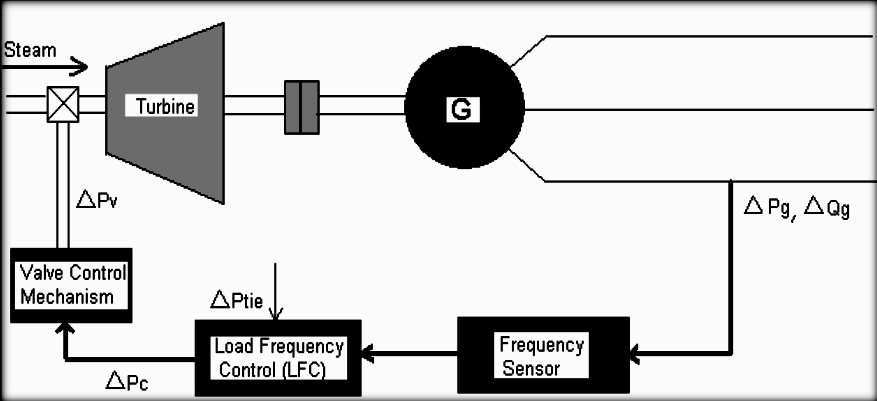 Steam
Turbine
G
△Pv
△Pg, △Qg
Valve Control
Mechanism
△Ptie
Load Frequency
Control (LFC)
Frequency
Sensor
△Pc